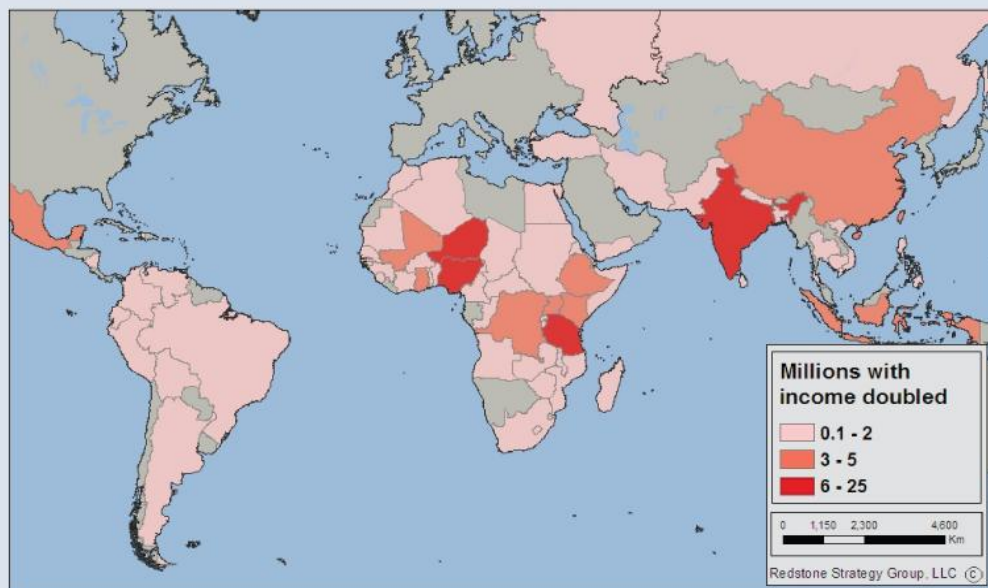 Millions with
income doubled
0.1 - 2
3 - 5
6 - 25
0 1,150 2,300 4,600
Km
Redstone Strategy Group, LLC ©